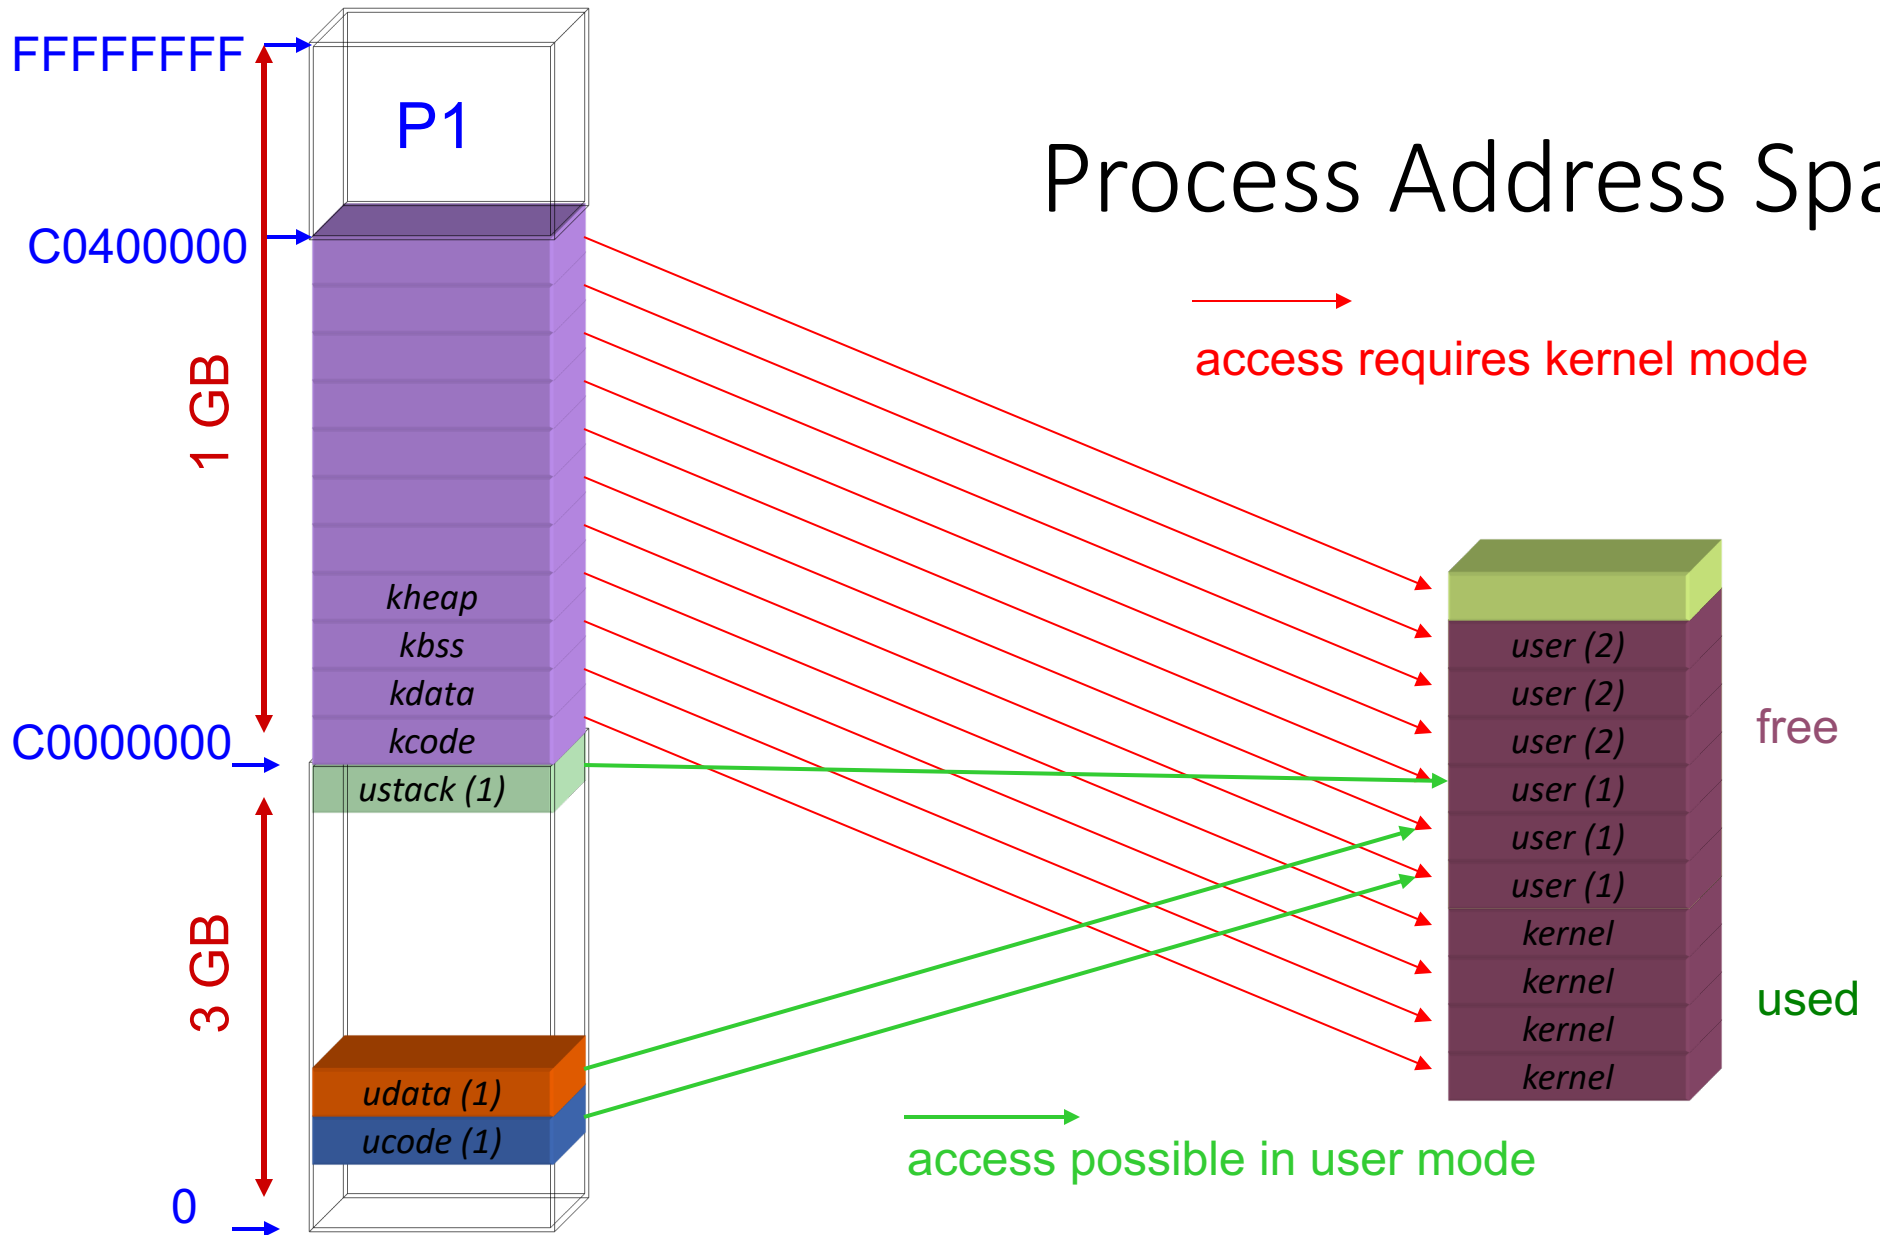 FFFFFFFF
P1
Process Address Spa
C0400000
access requires kernel mode
1 GB
kheap
kbss
kdata
kcode
C0000000
ustack (1)
user (2)
user (2)
user (2)
user (1)
user (1)
user (1)
kernel
kernel
kernel
kernel
free
used
3 GB
udata (1)
ucode (1)
access possible in user mode
0